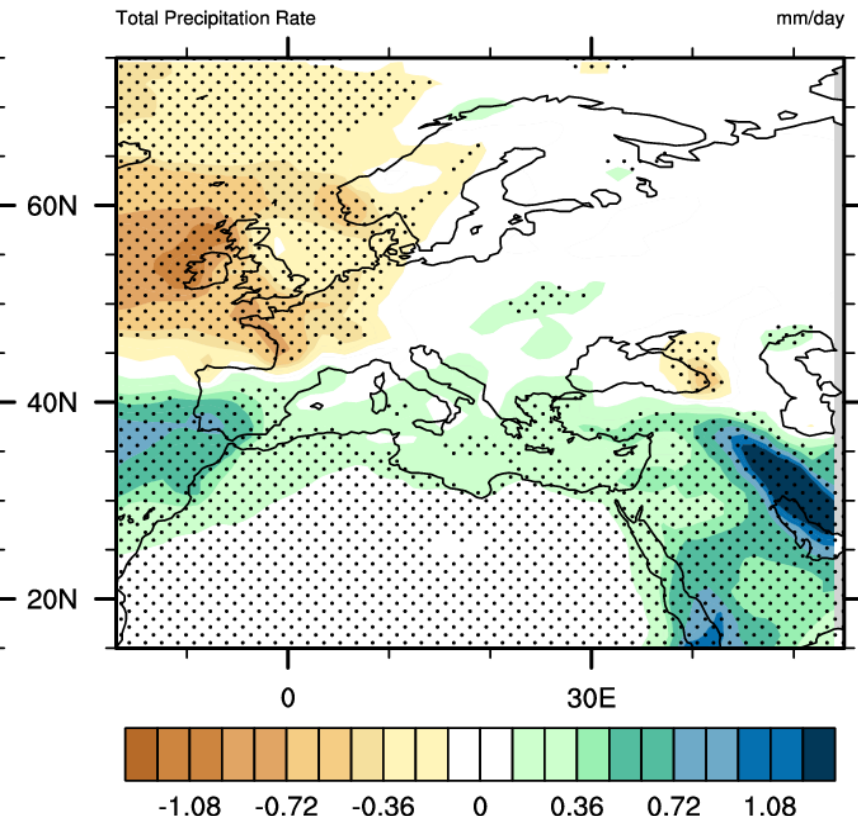 Total Precipitation Rate mm/day
60N
40N
20N
0 30E
-1.08 -0.72 -0.36 0 0.36 0.72 1.08